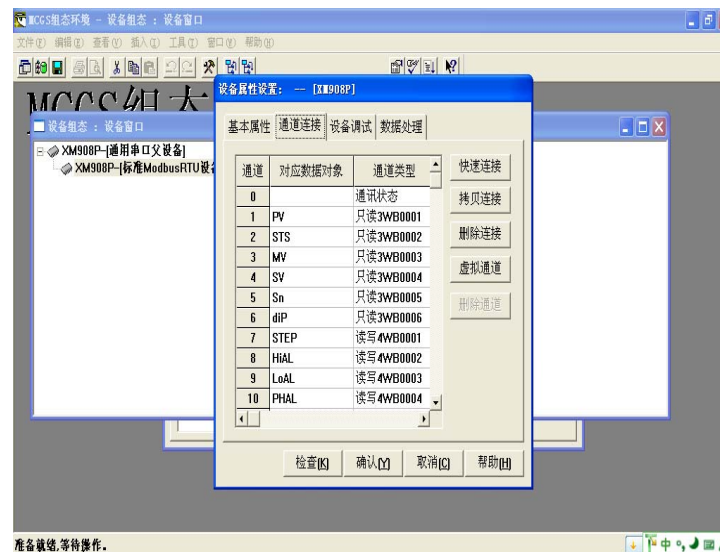 MCGS组态环境 - 设备组态 : 设备窗口
文件(F) 编辑(E) 查看(V) 插入(I) 工具(T) 窗口(W) 帮助(H)
设备属性设置: -- [XM908P]
设备组态 : 设备窗口
XM908P-[通用串口父设备]
XM908P-[标准ModbusRTU设
基本属性 通道连接 设备调试 数据处理
通道 对应数据对象 通道类型
0 通讯状态
1 PV 只读3WB0001
2 STS 只读3WB0002
3 MV 只读3WB0003
4 SV 只读3WB0004
5 Sn 只读3WB0005
6 diP 只读3WB0006
7 STEP 读写4WB0001
8 HiAL 读写4WB0002
9 LoAL 读写4WB0003
10 PHAL 读写4WB0004
快速连接
拷贝连接
删除连接
虚拟通道
删除通道
检查(K) 确认(Y) 取消(C) 帮助(H)
准备就绪,等待操作。
中